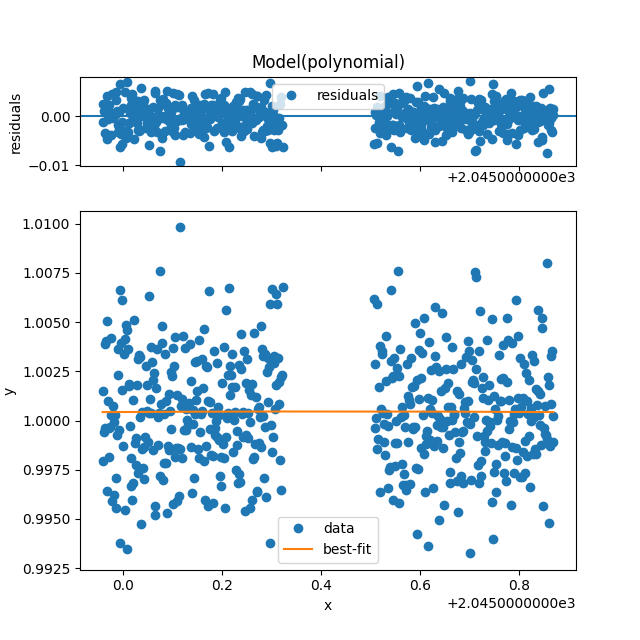 Model(polynomial)
residuals
0.00
−0.01
residuals
+2.0450000000e3
1.0100
1.0075
1.0050
1.0025
1.0000
0.9975
0.9950
0.9925
y
data
best-fit
0.0
0.2
0.4
0.6
0.8
x
+2.0450000000e3